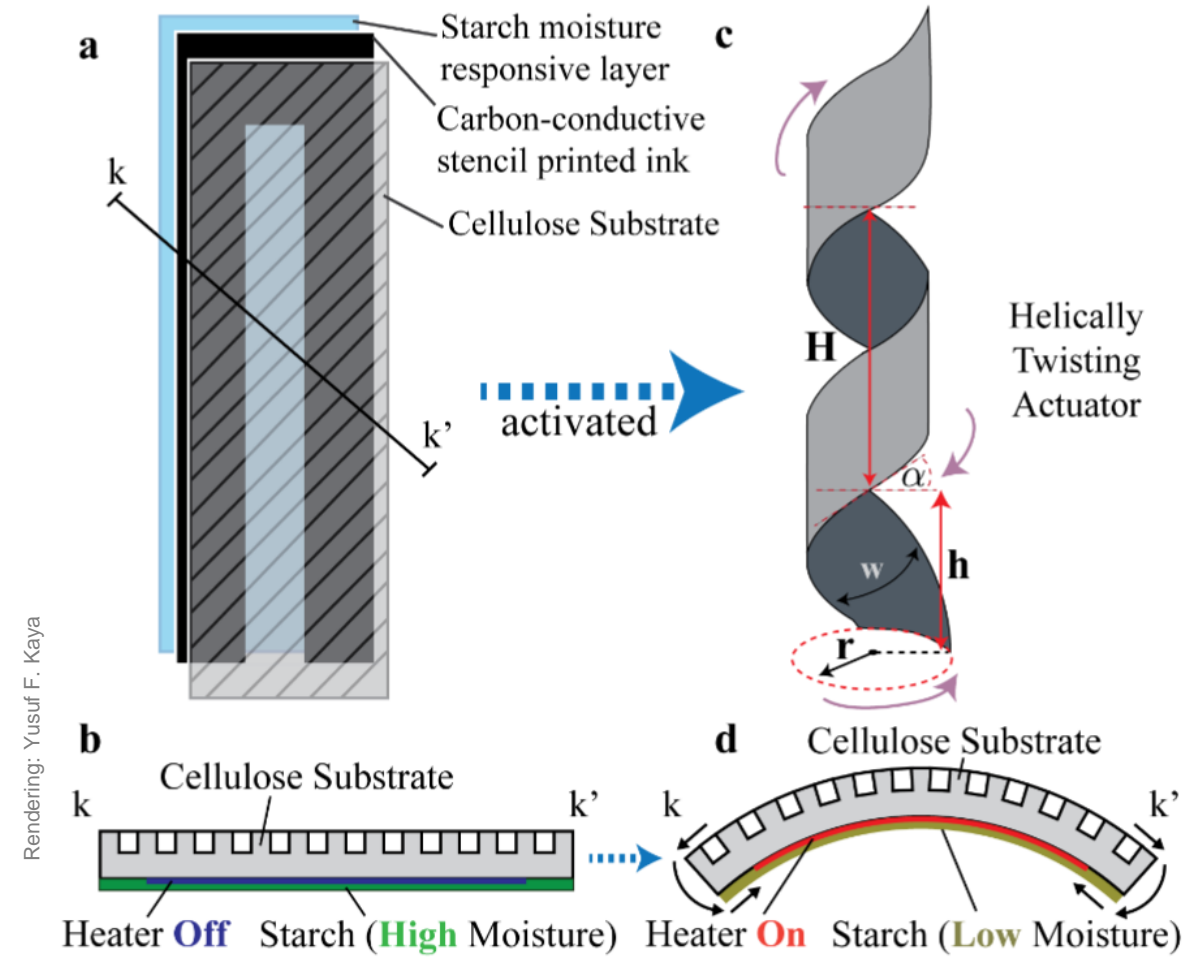 a
Starch moisture
responsive layer
Carbon-conductive
stencil printed ink
k
Cellulose Substrate
k’
activated
c
H
α
w
h
r
Helically
Twisting
Actuator
b
Cellulose Substrate
k
k’
Heater Off
Starch (High Moisture)
d
Cellulose Substrate
k
k’
Heater On
Starch (Low Moisture)
Rendering: Yusuf F. Kaya